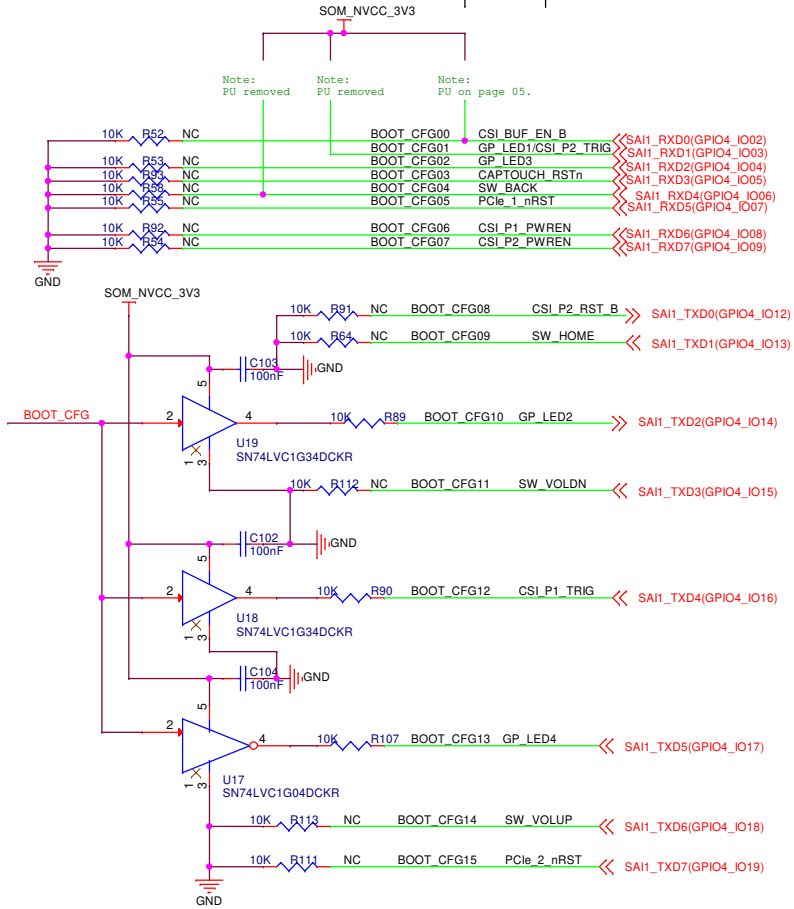 SOM_NVCC_3V3
Note: Note: Note:
PU removed PU removed PU on page 05.
10K R52 NC BOOT_CFG00 CSI_BUF_EN_B SAI1_RXD0(GPIO4_IO02)
BOOT_CFG01 GP_LED1/CSI_P2_TRIG SAI1_RXD1(GPIO4_IO03)
10K R53 NC BOOT_CFG02 GP_LED3 SAI1_RXD2(GPIO4_IO04)
10K R93 NC BOOT_CFG03 CAPTOUCH_RSTn SAI1_RXD3(GPIO4_IO05)
10K R58 NC BOOT_CFG04 SW_BACK SAI1_RXD4(GPIO4_IO06)
10K R55 NC BOOT_CFG05 PCIe_1_nRST SAI1_RXD5(GPIO4_IO07)
10K R92 NC BOOT_CFG06 CSI_P1_PWREN SAI1_RXD6(GPIO4_IO08)
10K R54 NC BOOT_CFG07 CSI_P2_PWREN SAI1_RXD7(GPIO4_IO09)
GND
SOM_NVCC_3V3
10K R91 NC BOOT_CFG08 CSI_P2_RST_B SAI1_TXD0(GPIO4_IO12)
10K R64 NC BOOT_CFG09 SW_HOME SAI1_TXD1(GPIO4_IO13)
C103
100nF
GND
5
BOOT_CFG 2 4 10K R89 BOOT_CFG10 GP_LED2 SAI1_TXD2(GPIO4_IO14)
U19
SN74LVC1G34DCKR
1 3
10K R112 NC BOOT_CFG11 SW_VOLDN SAI1_TXD3(GPIO4_IO15)
C102
100nF
GND
5
2 4 10K R90 BOOT_CFG12 CSI_P1_TRIG SAI1_TXD4(GPIO4_IO16)
U18
SN74LVC1G34DCKR
1 3
C104
100nF
GND
5
2 4 10K R107 BOOT_CFG13 GP_LED4 SAI1_TXD5(GPIO4_IO17)
U17
SN74LVC1G04DCKR
1 3
10K R113 NC BOOT_CFG14 SW_VOLUP SAI1_TXD6(GPIO4_IO18)
10K R111 NC BOOT_CFG15 PCIe_2_nRST SAI1_TXD7(GPIO4_IO19)
GND